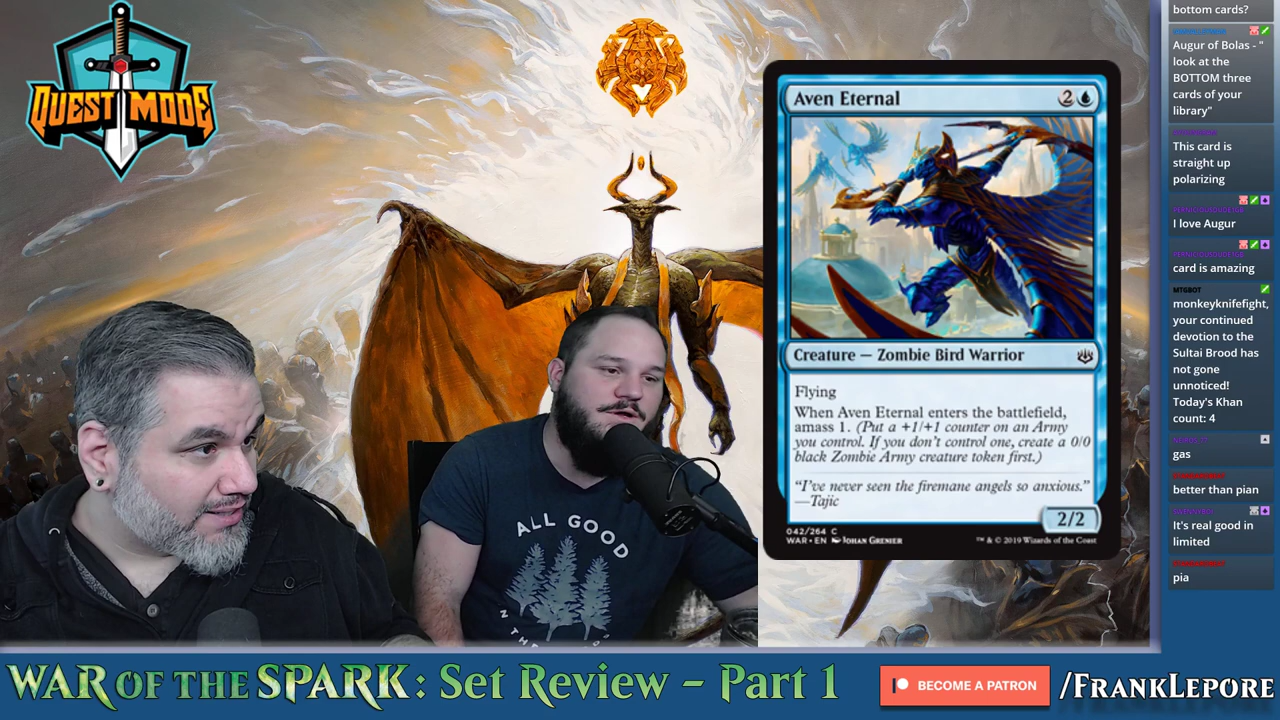 QUEST MODE
Aven Eternal
2
Creature — Zombie Bird Warrior
Flying
When Aven Eternal enters the battlefield,
amass 1. (Put a +1/+1 counter on an Army
you control. If you don't control one, create a 0/0
black Zombie Army creature token first.)
"I've never seen the firemane angels so anxious."
—Tajic
2/2
042/264 C
WAR • EN Johan Grenier
™ & © 2019 Wizards of the Coast
ALL GOOD
bottom cards?
Augur of Bolas - "
look at the
BOTTOM three
cards of your
library"
This card is
straight up
polarizing
I love Augur
card is amazing
MTGBOT
monkeyknifefight,
your continued
devotion to the
Sultai Brood has
not gone
unnoticed!
Today's Khan
count: 4
gas
better than pian
It's real good in
limited
pia
WAR OF THE SPARK: Set Review - Part 1
BECOME A PATRON
/FrankLepore